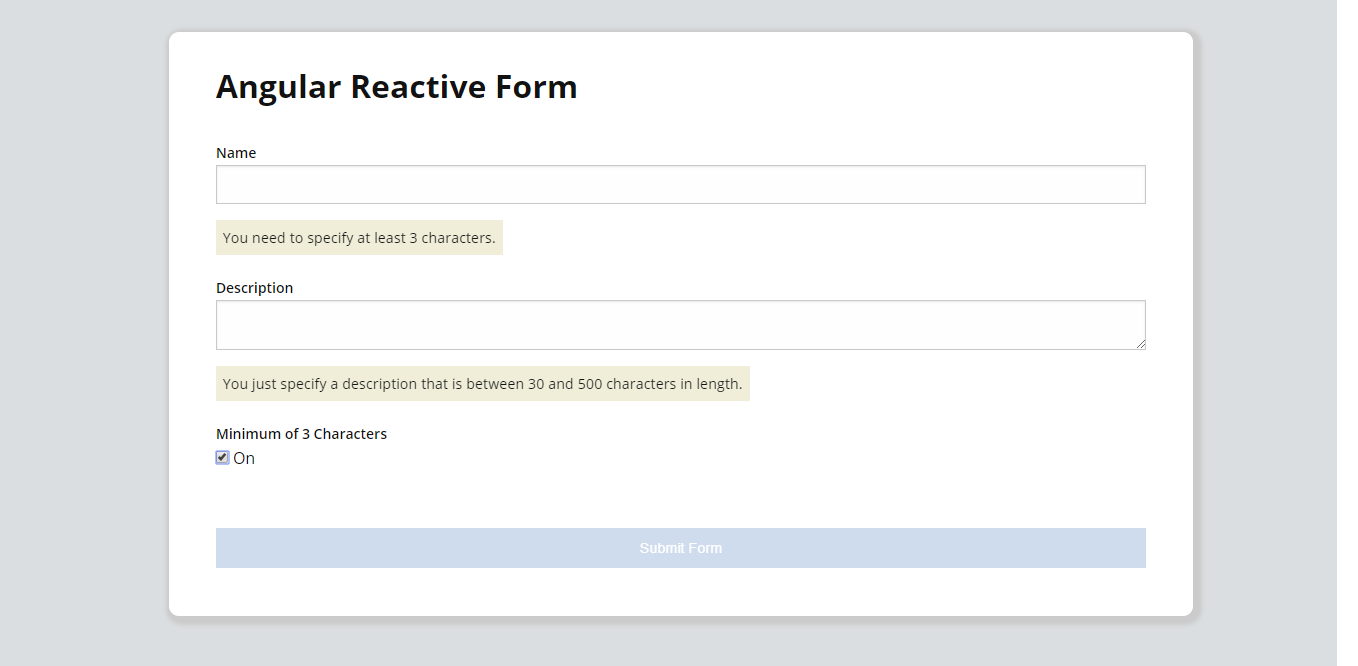 Angular Reactive Form
Name
You need to specify at least 3 characters.
Description
You just specify a description that is between 30 and 500 characters in length.
Minimum of 3 Characters
On
Submit Form